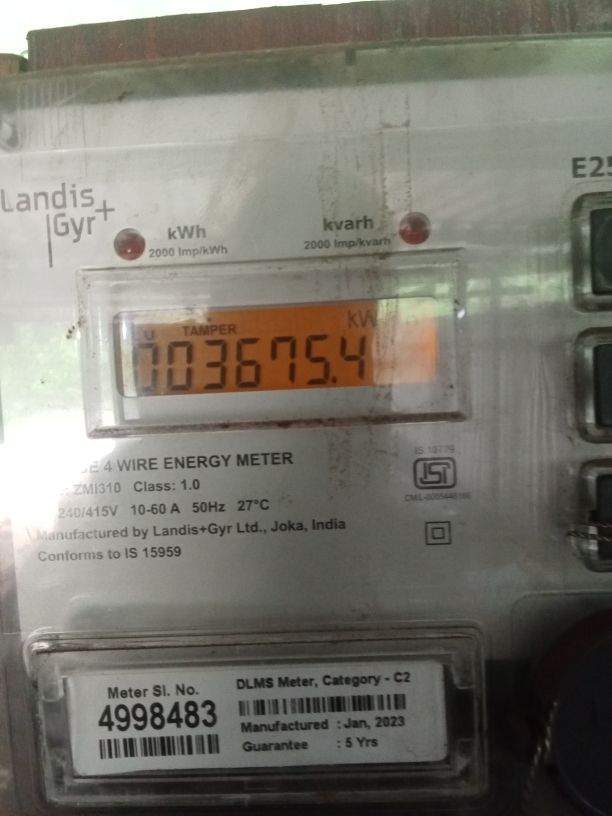 E25
Landis
Gyr+
kWh
2000 Imp/kWh
kvarh
2000 Imp/kvarh
TAMPER
kW
003675.4
SE 4 WIRE ENERGY METER
ZMI310 Class: 1.0
240/415V 10-60 A 50Hz 27°C
Manufactured by Landis+Gyr Ltd., Joka, India
Conforms to IS 15959
IS 13779
ISI
Meter Sl. No.
4998483
DLMS Meter, Category - C2
Manufactured : Jan, 2023
Guarantee : 5 Yrs